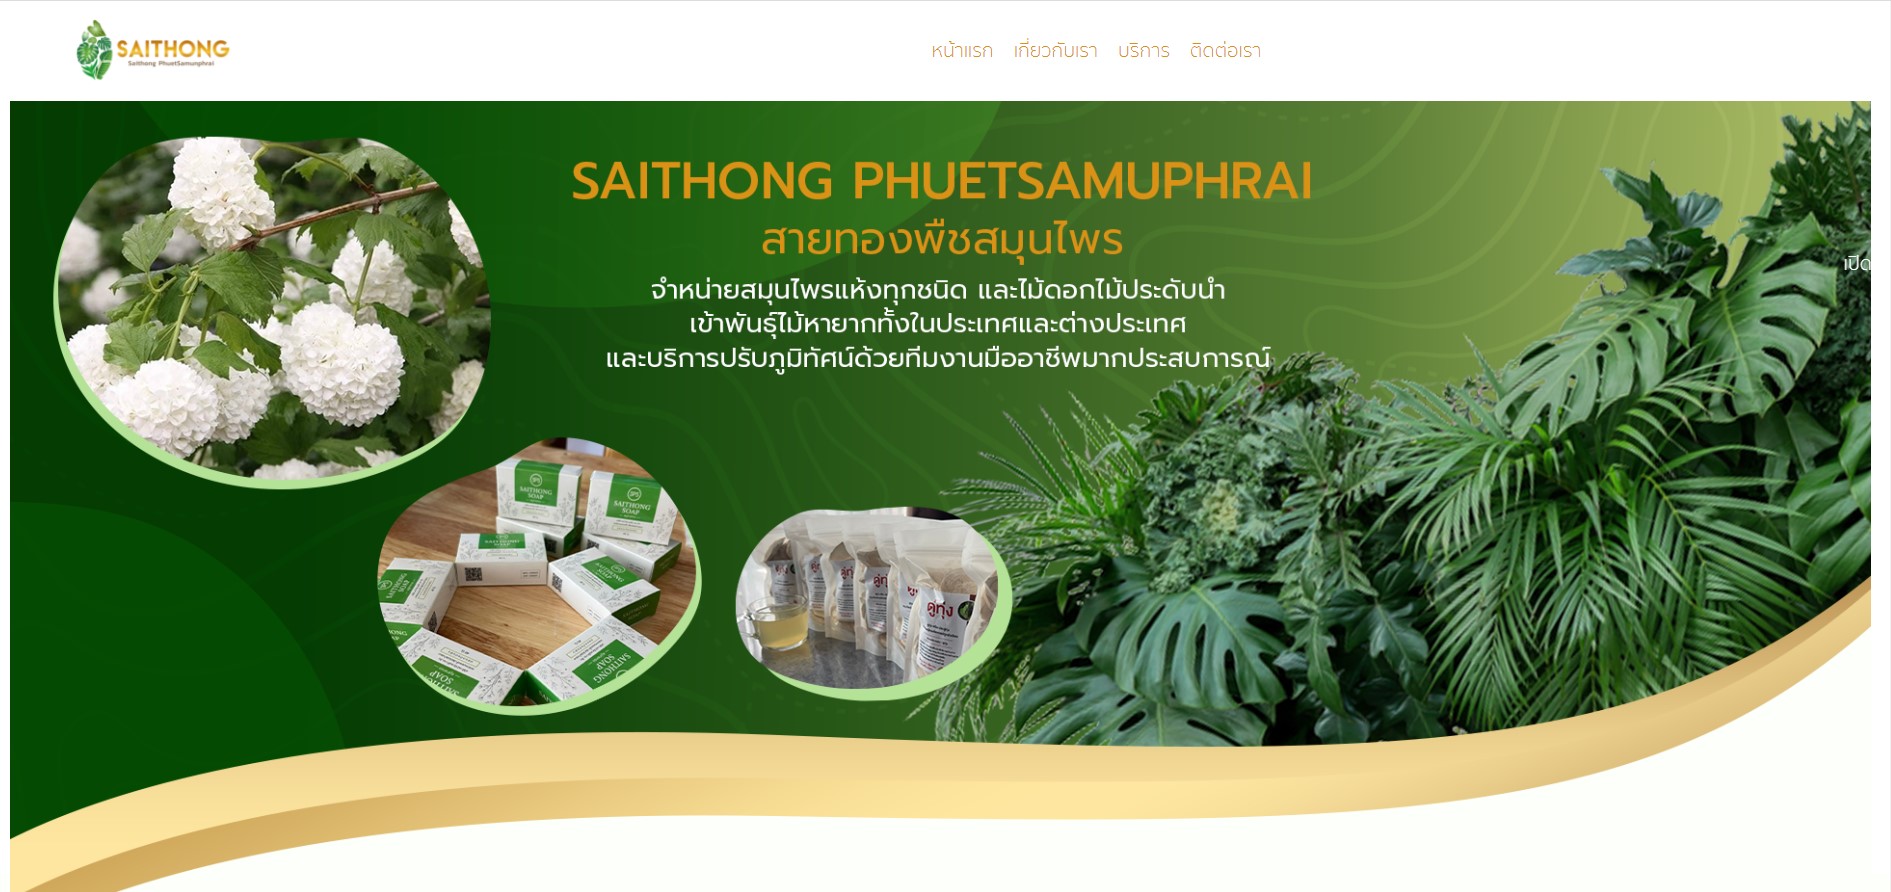 SAITHONG
Saithong PhuetSamunphrai
หน้าแรก เกี่ยวกับเรา บริการ ติดต่อเรา
SAITHONG PHUETSAMUPHRAI
สายทองพืชสมุนไพร
จำหน่ายสมุนไพรแห้งทุกชนิด และไม้ดอกไม้ประดับนำ
เข้าพันธุ์ไม้หายากทั้งในประเทศและต่างประเทศ
และบริการปรับภูมิทัศน์ด้วยทีมงานมืออาชีพมากประสบการณ์
เปิด
SAITHONG
SOAP
SAITHONG
SOAP
SAITHONG
SOAP
SAITHONG
SOAP
SAITHONG
SOAP
ดูทุ่ง